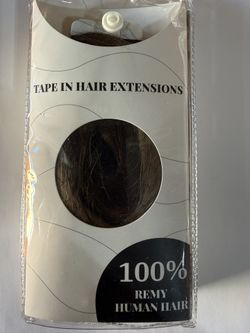 TAPE IN HAIR EXTENSIONS
100%
REMY
HUMAN HAIR